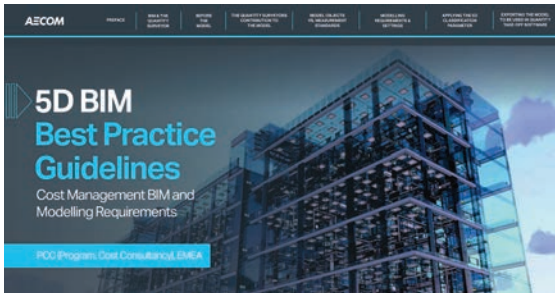 AECOM
PREFACE
BIM & THE
QUANTITY
SURVEYOR
BEFORE
THE
MODEL
THE QUANTITY SURVEYORS
CONTRIBUTION TO
THE MODEL
MODEL OBJECTS
VS. MEASUREMENT
STANDARDS
MODELLING
REQUIREMENTS &
SETTINGS
APPLYING THE
CLASSIFICATION
PARAMETER
EXPORTING THE MODEL
TO BE USED IN QUANTITY
TAKE-OFF SOFTWARE
5D BIM
Best Practice
Guidelines
Cost Management BIM and
Modelling Requirements
PCC (Program, Cost Consultancy), EMEA